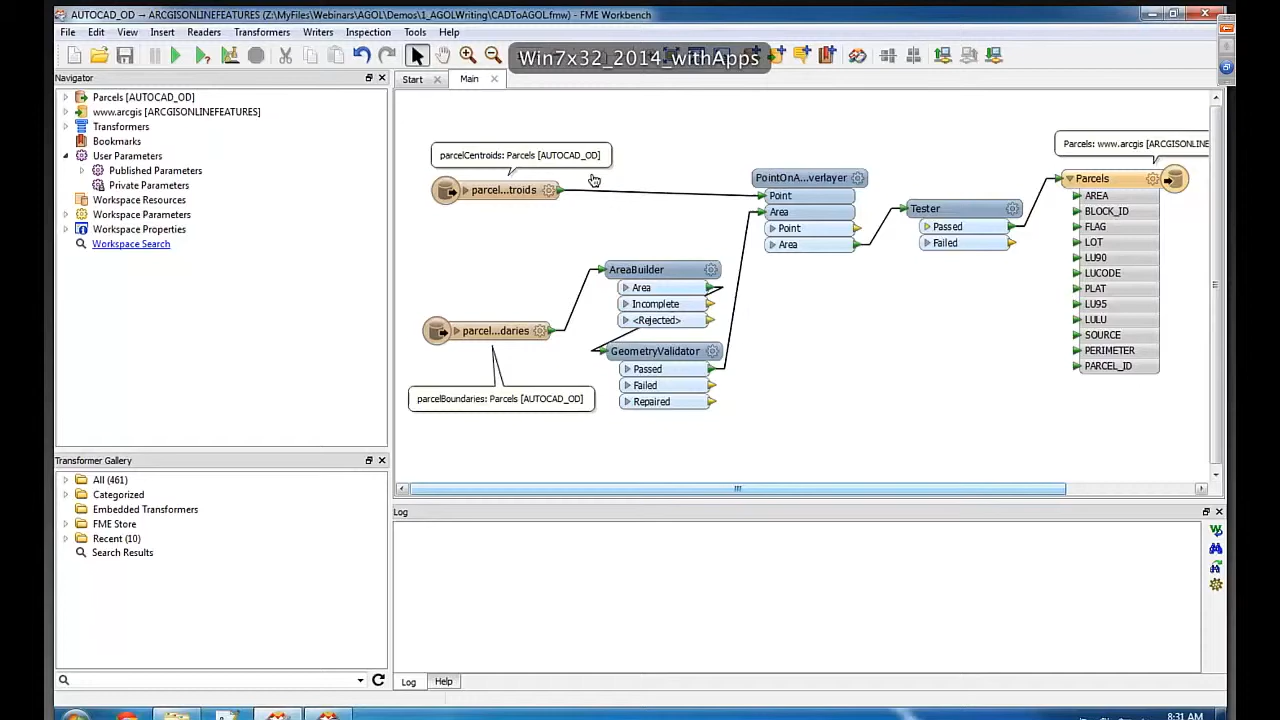 AUTOCAD_OD → ARCGISONLINEFEATURES (Z:\MyFiles\Webinars\AGOL\Demos\1_AGOLWriting\CADToAGOL.fmw) - FME Workbench
File Edit View Insert Readers Transformers Writers Inspection Tools Help
Win7x32_2014_withApps
Navigator
Parcels [AUTOCAD_OD]
www.arcgis [ARCGISONLINEFEATURES]
Transformers
Bookmarks
User Parameters
Published Parameters
Private Parameters
Workspace Resources
Workspace Parameters
Workspace Properties
Workspace Search
Transformer Gallery
All (461)
Categorized
Embedded Transformers
FME Store
Recent (10)
Search Results
Start
Main
parcelCentroids: Parcels [AUTOCAD_OD]
parcel...troids
parcel...daries
parcelBoundaries: Parcels [AUTOCAD_OD]
AreaBuilder
Area
Incomplete
<Rejected>
GeometryValidator
Passed
Failed
Repaired
PointOnA...verlayer
Point
Area
Point
Area
Tester
Passed
Failed
Parcels: www.arcgis [ARCGISONLINE
Parcels
AREA
BLOCK_ID
FLAG
LOT
LU90
LUCODE
PLAT
LU95
LULU
SOURCE
PERIMETER
PARCEL_ID
Log
Log
Help
8:31 AM